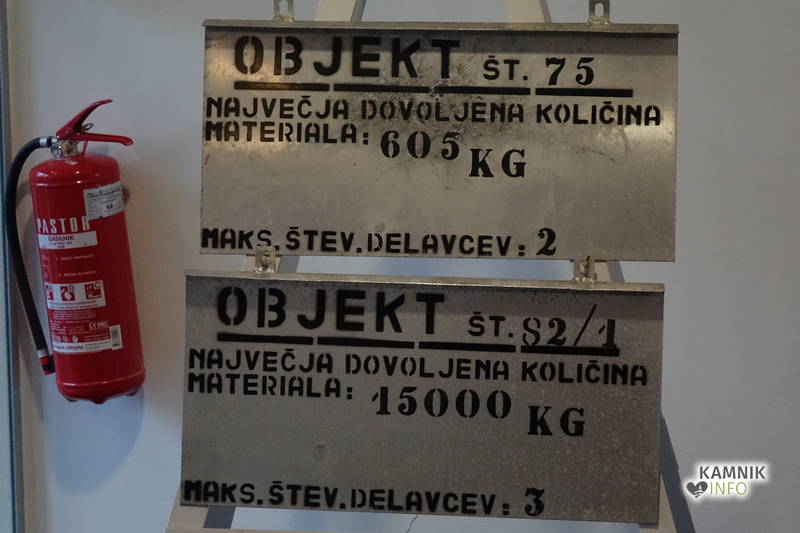 OBJEKT ŠT. 75
NAJVEČJA DOVOLJENA KOLIČINA
MATERIALA: 605 KG
MAKS. ŠTEV. DELAVCEV: 2
OBJEKT ŠT. S2/1
NAJVEČJA DOVOLJENA KOLIČINA
MATERIALA: 15000 KG
MAKS. ŠTEV. DELAVCEV: 3
PASTOR
GASILNIK
KAMNIK
INFO